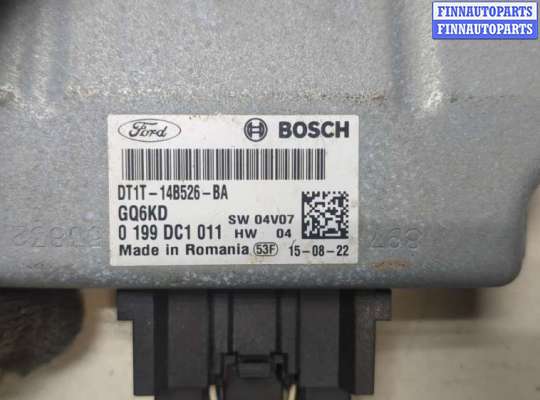 FINNAUTOPARTS
FINNAUTOPARTS
Ford
BOSCH
DT1T-14B526-BA
GQ6KD
SW 04V07
0 199 DC1 011 HW 04
Made in Romania 53F 15-08-22